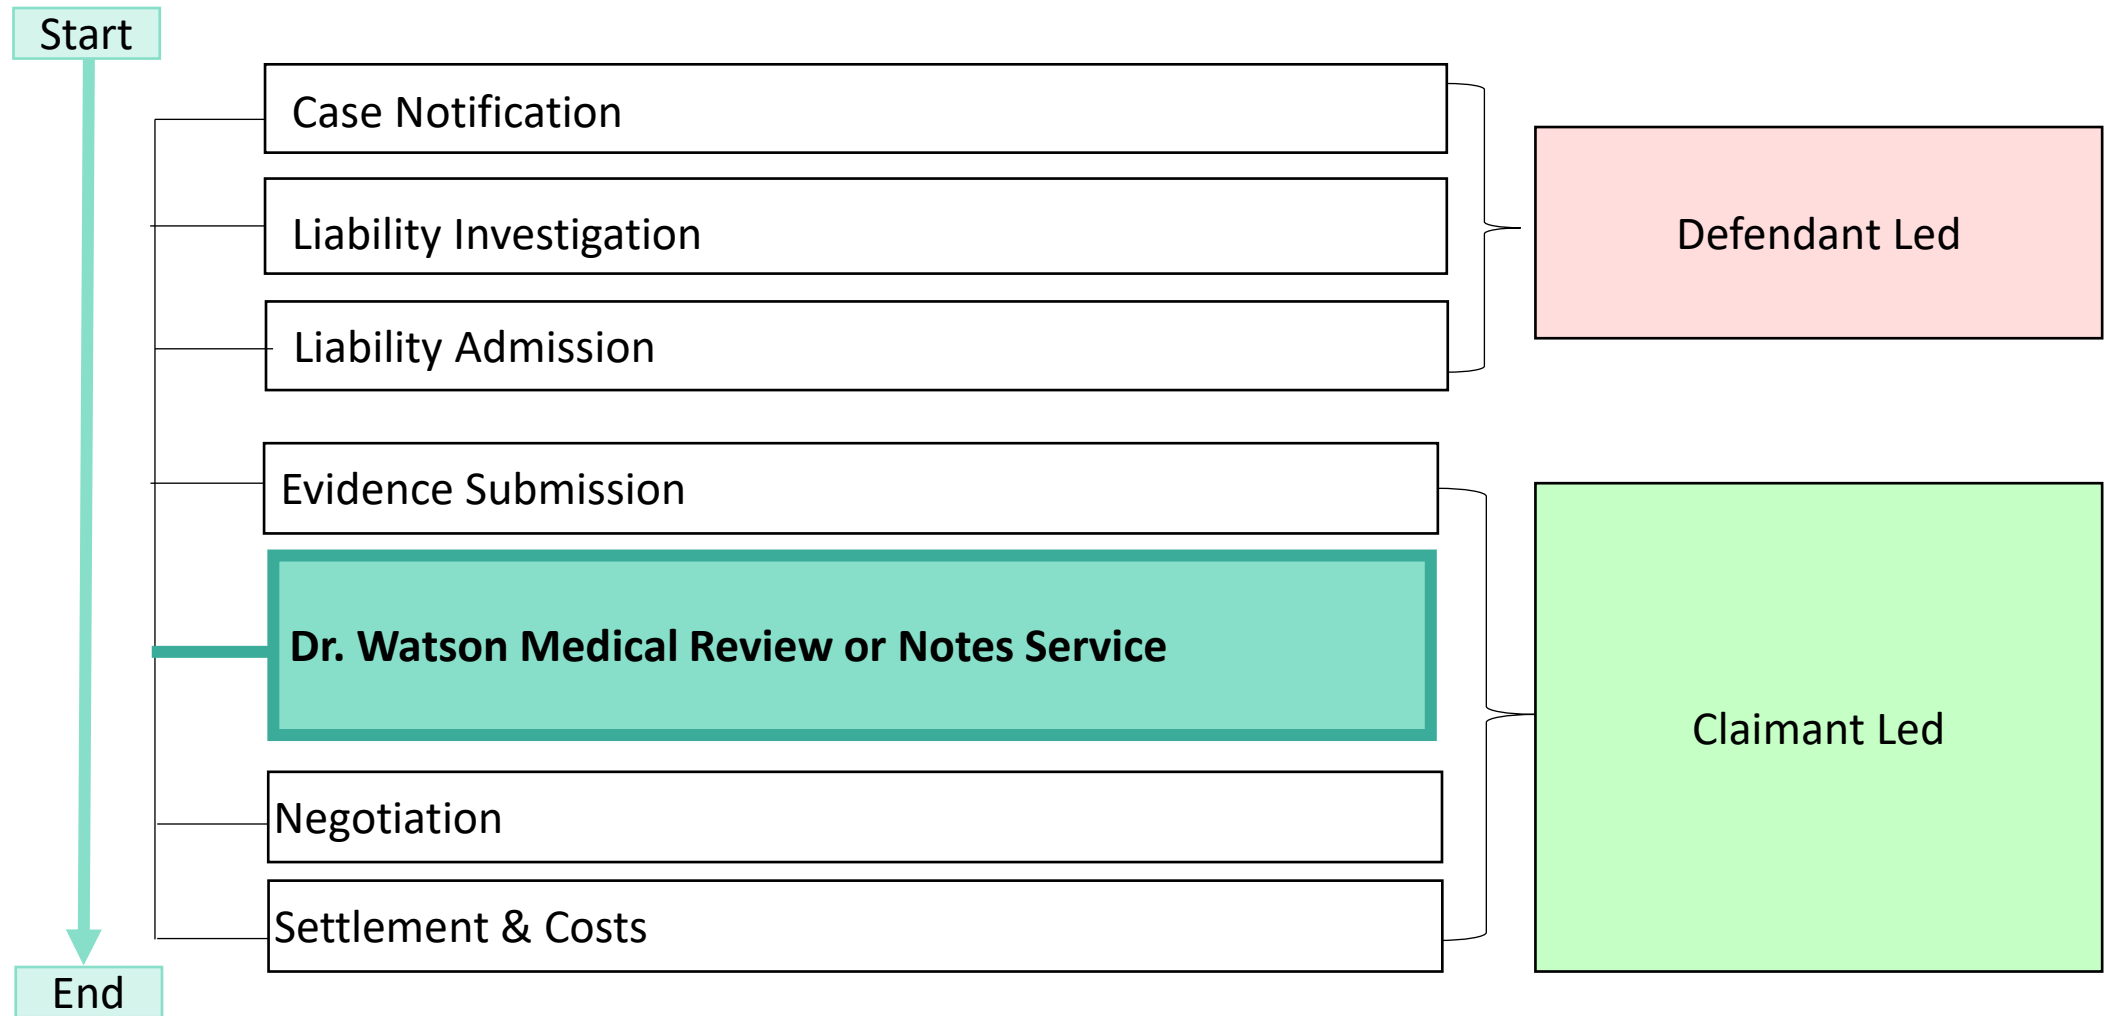 Start
Case Notification
Liability Investigation
Defendant Led
Liability Admission
Evidence Submission
Dr. Watson Medical Review or Notes Service
Claimant Led
Negotiation
Settlement & Costs
End